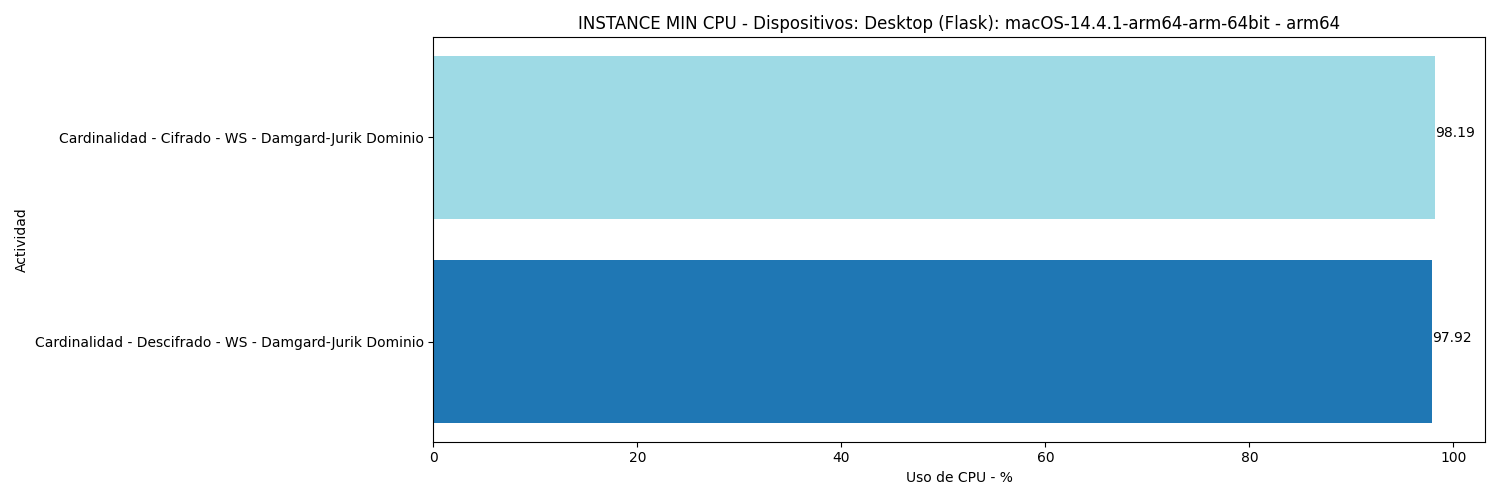 INSTANCE MIN CPU - Dispositivos: Desktop (Flask): macOS-14.4.1-arm64-arm-64bit - arm64
Cardinalidad - Cifrado - WS - Damgard-Jurik Dominio
98.19
Actividad
Cardinalidad - Descifrado - WS - Damgard-Jurik Dominio
97.92
0 20 40 60 80 100
Uso de CPU - %